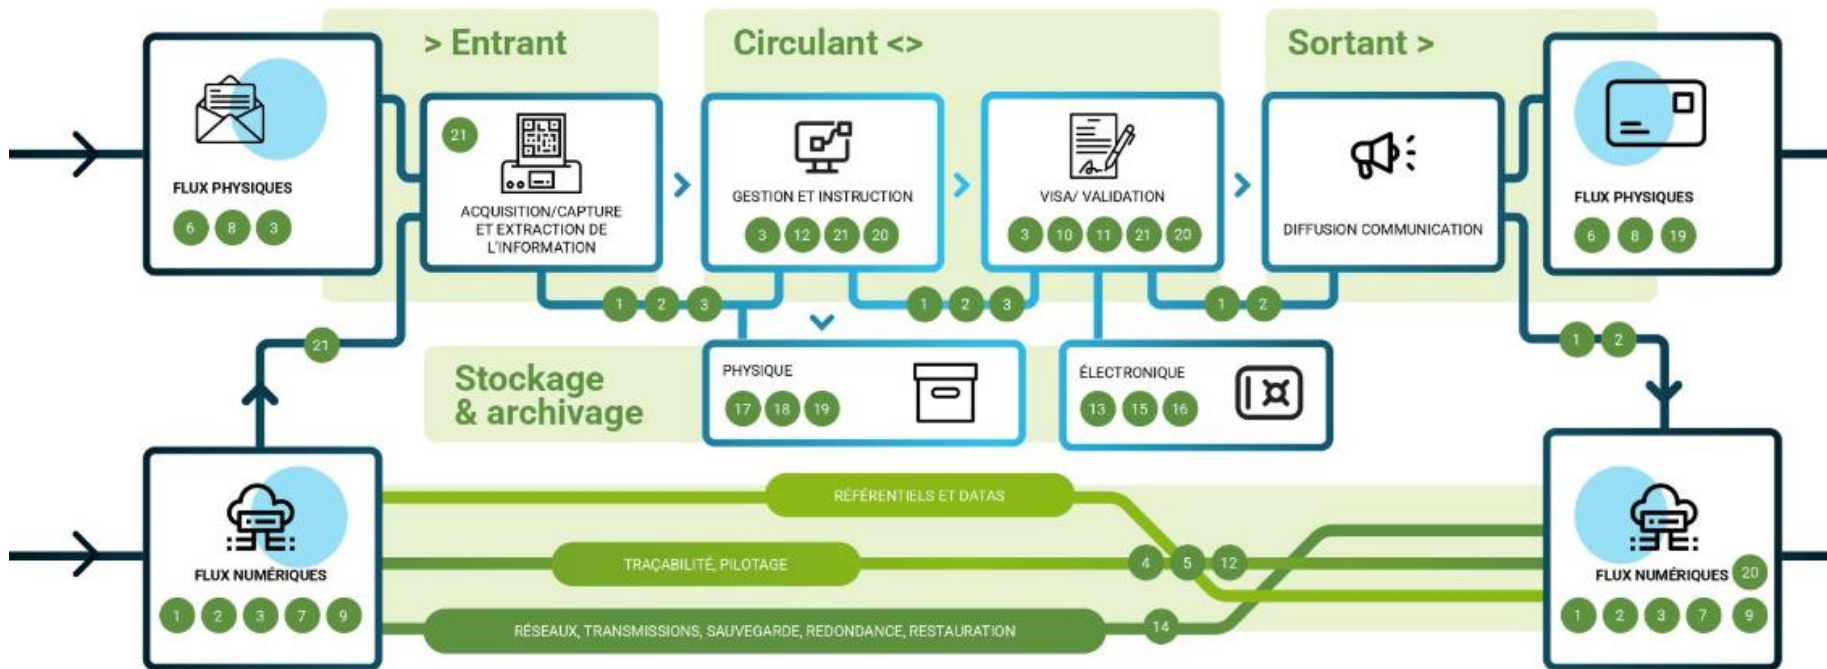 > Entrant
Circulant <>
Sortant >
FLUX PHYSIQUES
6 8 3
21
ACQUISITION/CAPTURE
ET EXTRACTION DE
L'INFORMATION
GESTION ET INSTRUCTION
3 12 21 20
VISA/ VALIDATION
3 10 11 21 20
DIFFUSION COMMUNICATION
FLUX PHYSIQUES
6 8 19
1 2 3
1 2 3
1 2
21
1 2
Stockage
& archivage
PHYSIQUE
17 18 19
ÉLECTRONIQUE
13 15 16
FLUX NUMÉRIQUES
1 2 3 7 9
RÉFÉRENTIELS ET DATAS
TRAÇABILITÉ, PILOTAGE
4 5 12
RÉSEAUX, TRANSMISSIONS, SAUVEGARDE, REDONDANCE, RESTAURATION
14
FLUX NUMÉRIQUES 20
1 2 3 7 9